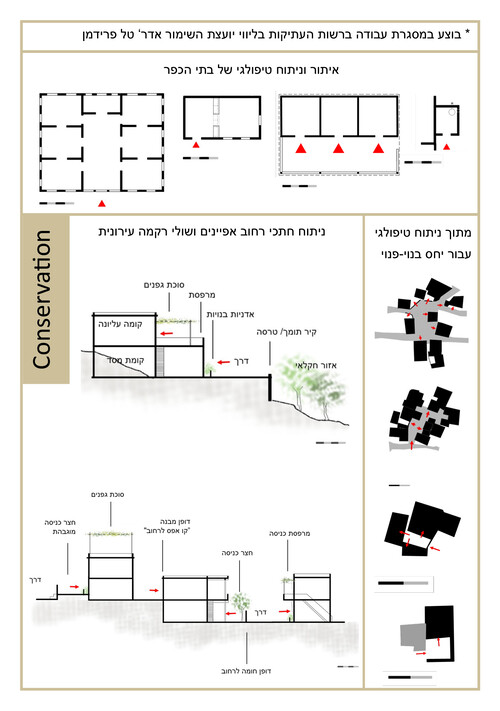 * בוצע במסגרת עבודה ברשות העתיקות בליווי יועצת השימור אדר' טל פרידמן
איתור וניתוח טיפולגי של בתי הכפר
Conservation
ניתוח חתכי רחוב אפיינים ושולי רקמה עירונית
סוכת גפנים
מרפסת
אדניות בנויות
קיר תומך/ טרסה
קומה עליונה
קומת מסד
דרך
אזור חקלאי
סוכת גפנים
חצר כניסה
מוגבהת
דופן מבנה
"קו אפס לרחוב"
מרפסת כניסה
חצר כניסה
דרך
דרך
דופן חומה לרחוב
מתוך ניתוח טיפולגי
עבור יחס בנוי-פנוי